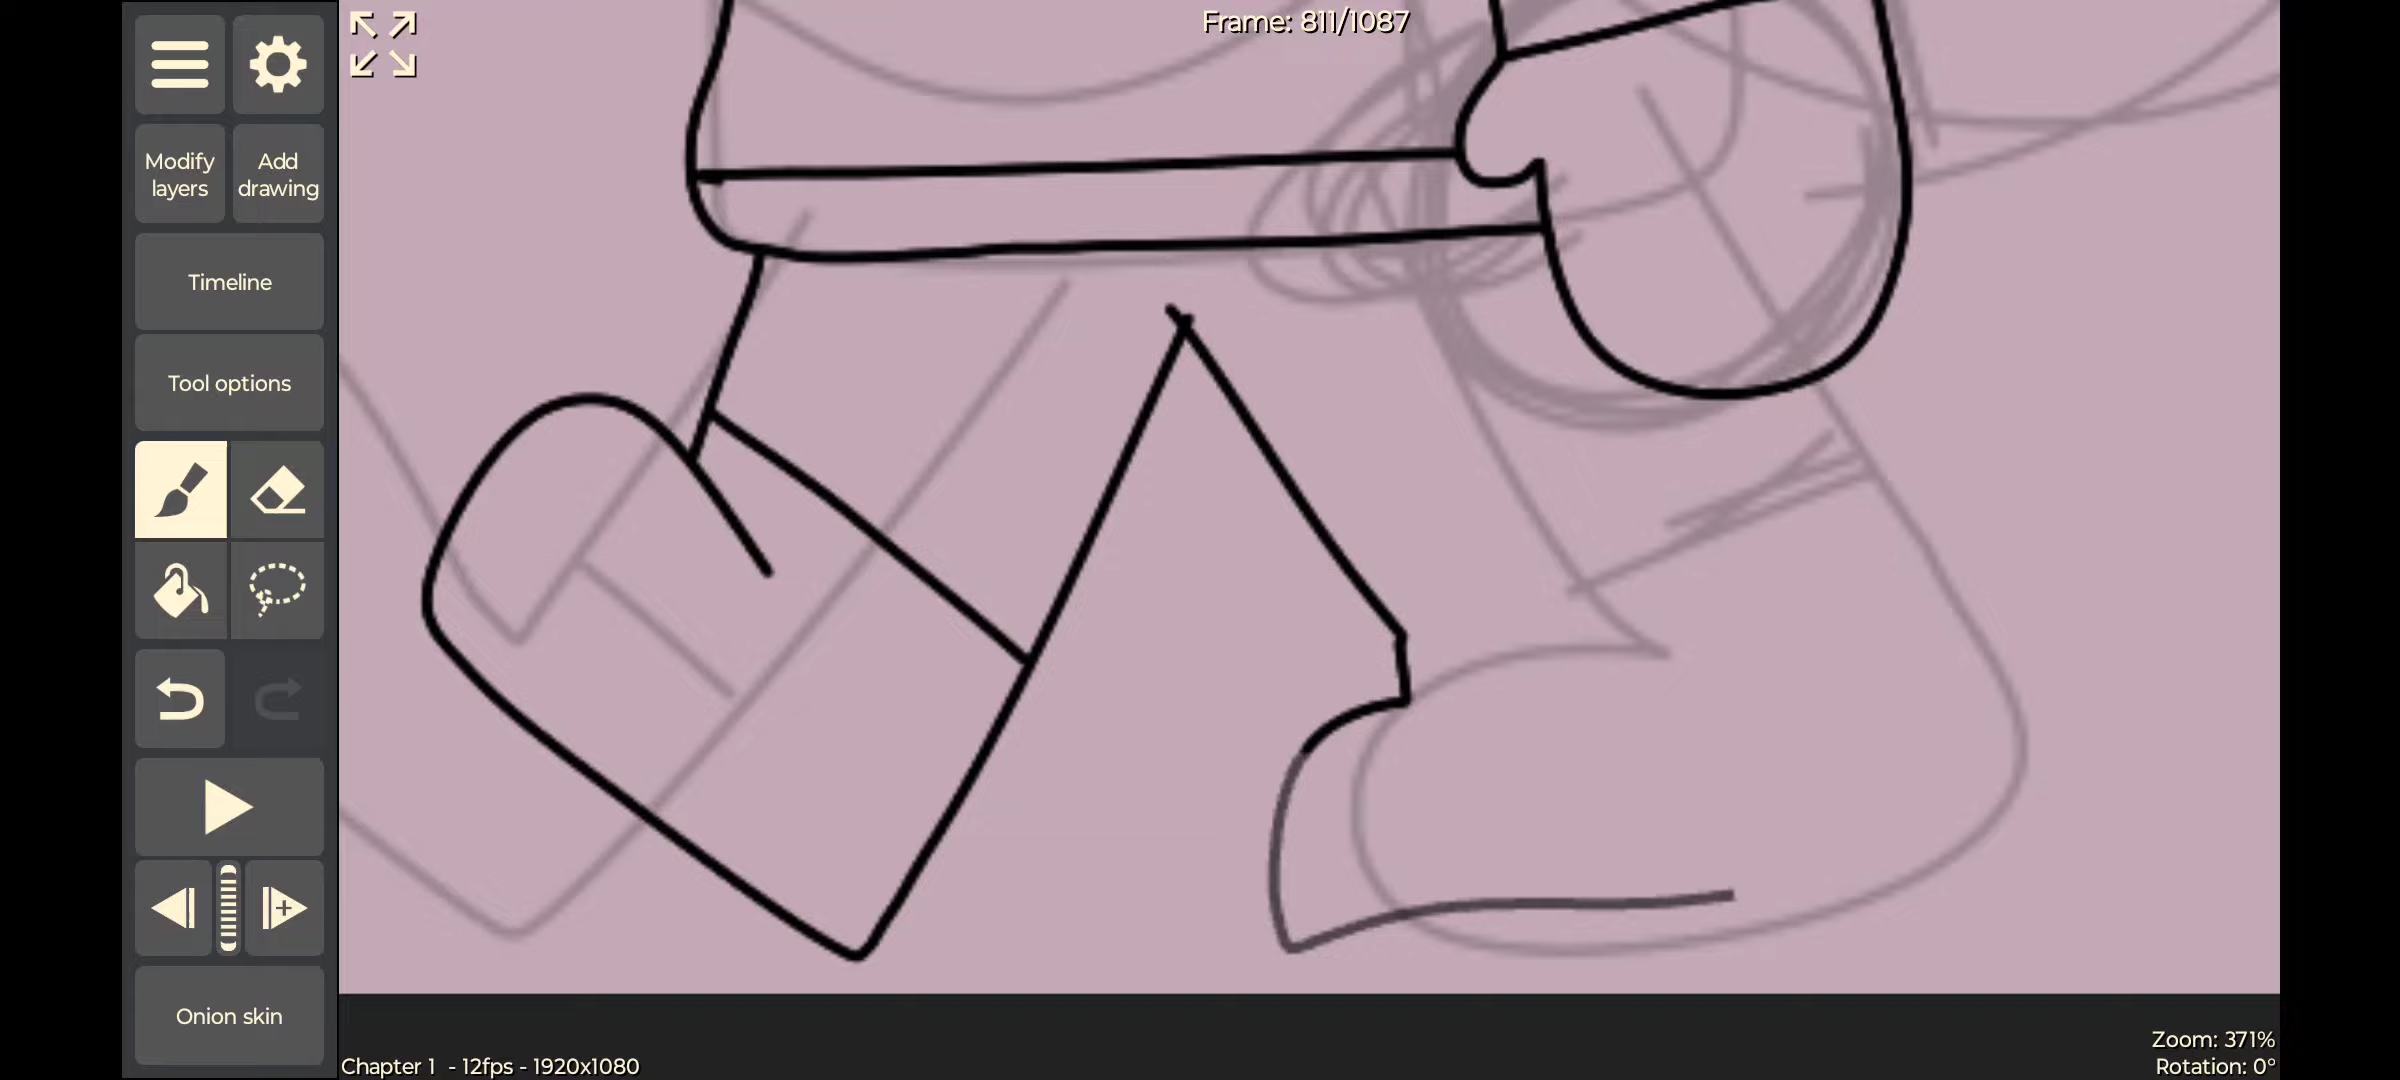 Frame: 811/1087
Modify
layers
Add
drawing
Timeline
Tool options
Onion skin
Chapter 1 - 12fps - 1920x1080
Zoom: 371%
Rotation: 0°